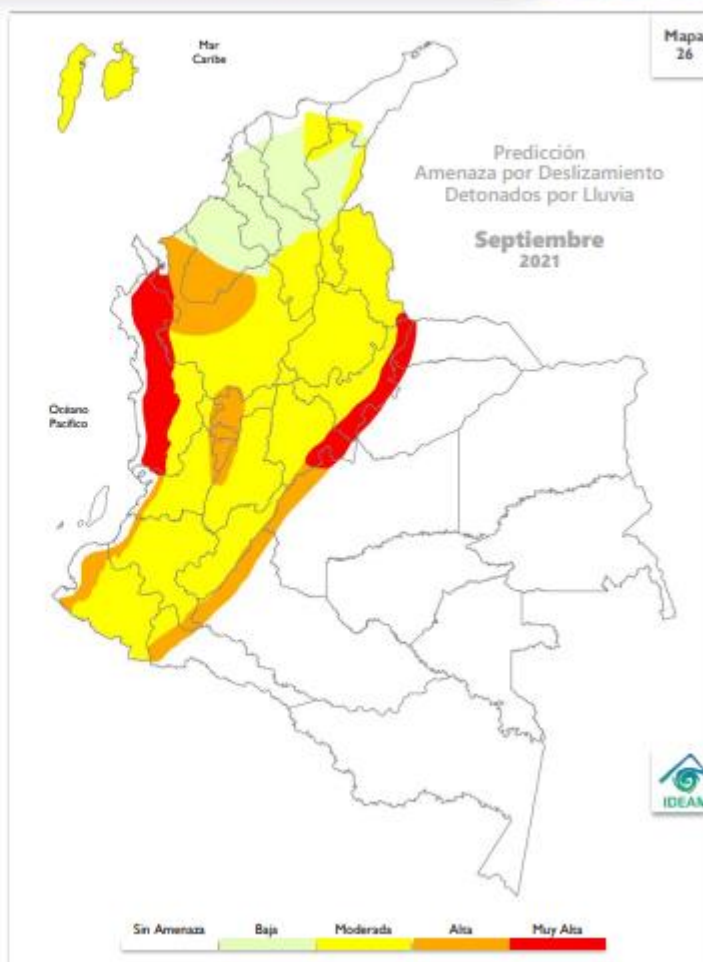 Mapa
26
Mar
Caribe
Predicción
Amenaza por Deslizamiento
Detonados por Lluvia
Septiembre
2021
Océano
Pacífico
IDEAM
Sin Amenaza Baja Moderada Alta Muy Alta